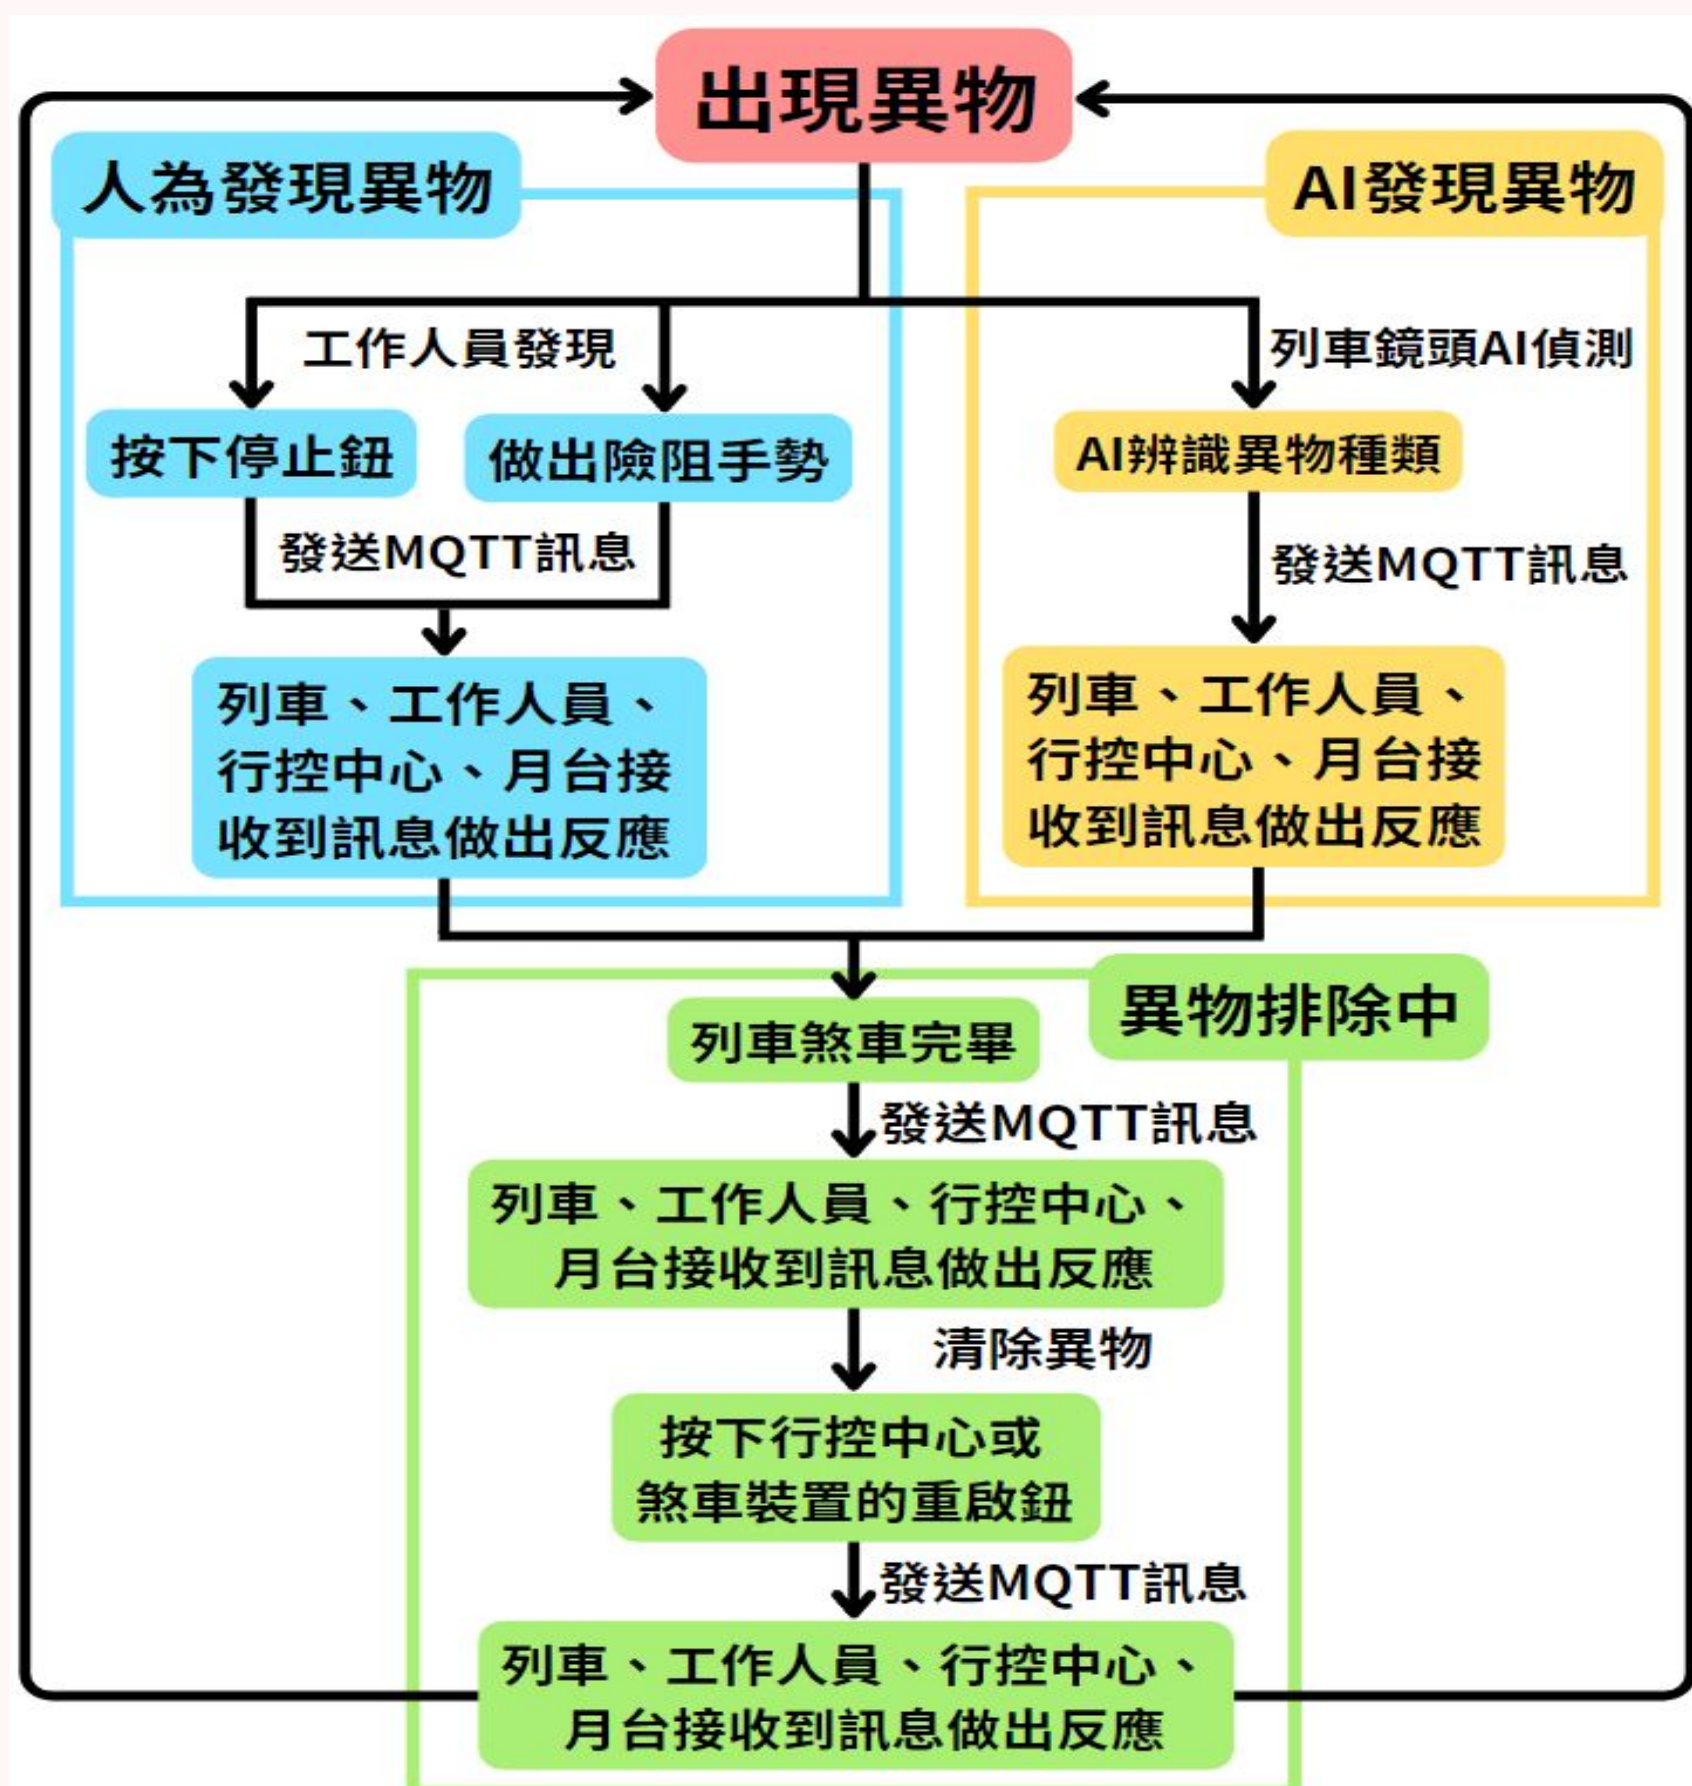 出現異物
人為發現異物
AI發現異物
工作人員發現
列車鏡頭AI偵測
按下停止鈕
做出險阻手勢
AI辨識異物種類
發送MQTT訊息
發送MQTT訊息
列車、工作人員、
行控中心、月台接
收到訊息做出反應
列車、工作人員、
行控中心、月台接
收到訊息做出反應
異物排除中
列車煞車完畢
發送MQTT訊息
列車、工作人員、行控中心、
月台接收到訊息做出反應
清除異物
按下行控中心或
煞車裝置的重啟鈕
發送MQTT訊息
列車、工作人員、行控中心、
月台接收到訊息做出反應